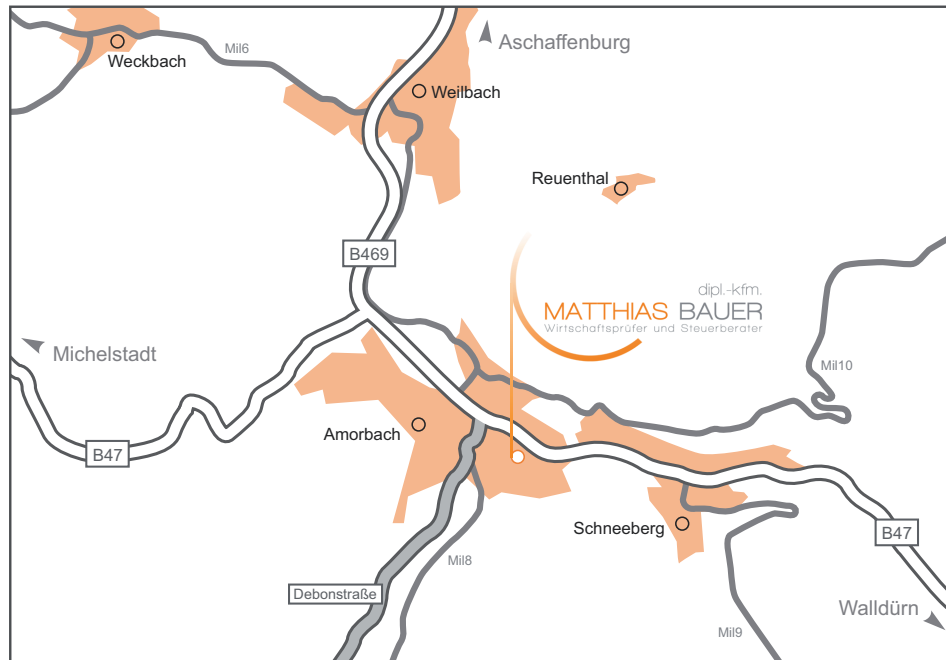 Aschaffenburg
Mil6
Weckbach
Weilbach
Reuenthal
B469
dipl.-kfm.
MATTHIAS BAUER
Wirtschaftsprüfer und Steuerberater
Michelstadt
Mil10
Amorbach
B47
Schneeberg
B47
Mil8
Debonstraße
Walldürn
Mil9